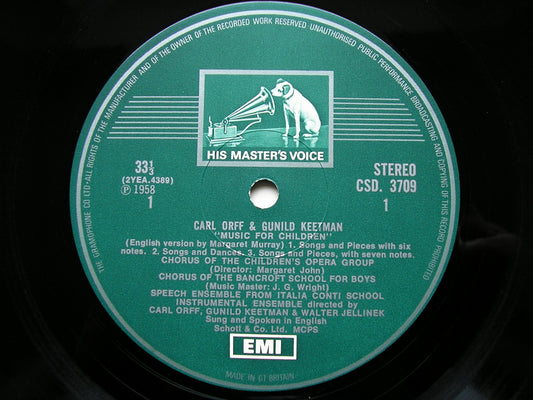 THE GRAMOPHONE CO LTD · ALL RIGHTS OF THE MANUFACTURER AND OF THE OWNER OF THE RECORDED WORK RESERVED · UNAUTHORISED PUBLIC PERFORMANCE BROADCASTING AND COPYING OF THIS RECORD PROHIBITED
HIS MASTER'S VOICE
33⅓
(2YEA.4389)
Ⓟ 1958
1
STEREO
CSD. 3709
1
CARL ORFF & GUNILD KEETMAN
"MUSIC FOR CHILDREN"
(English version by Margaret Murray) 1. Songs and Pieces with six
notes. 2. Songs and Dances. 3. Songs and Pieces, with seven notes.
CHORUS OF THE CHILDREN'S OPERA GROUP
(Director: Margaret John)
CHORUS OF THE BANCROFT SCHOOL FOR BOYS
(Music Master: J. G. Wright)
SPEECH ENSEMBLE FROM ITALIA CONTI SCHOOL
INSTRUMENTAL ENSEMBLE directed by
CARL ORFF, GUNILD KEETMAN & WALTER JELLINEK
Sung and Spoken in English
Schott & Co. Ltd. MCPS
EMI
MADE IN GT BRITAIN